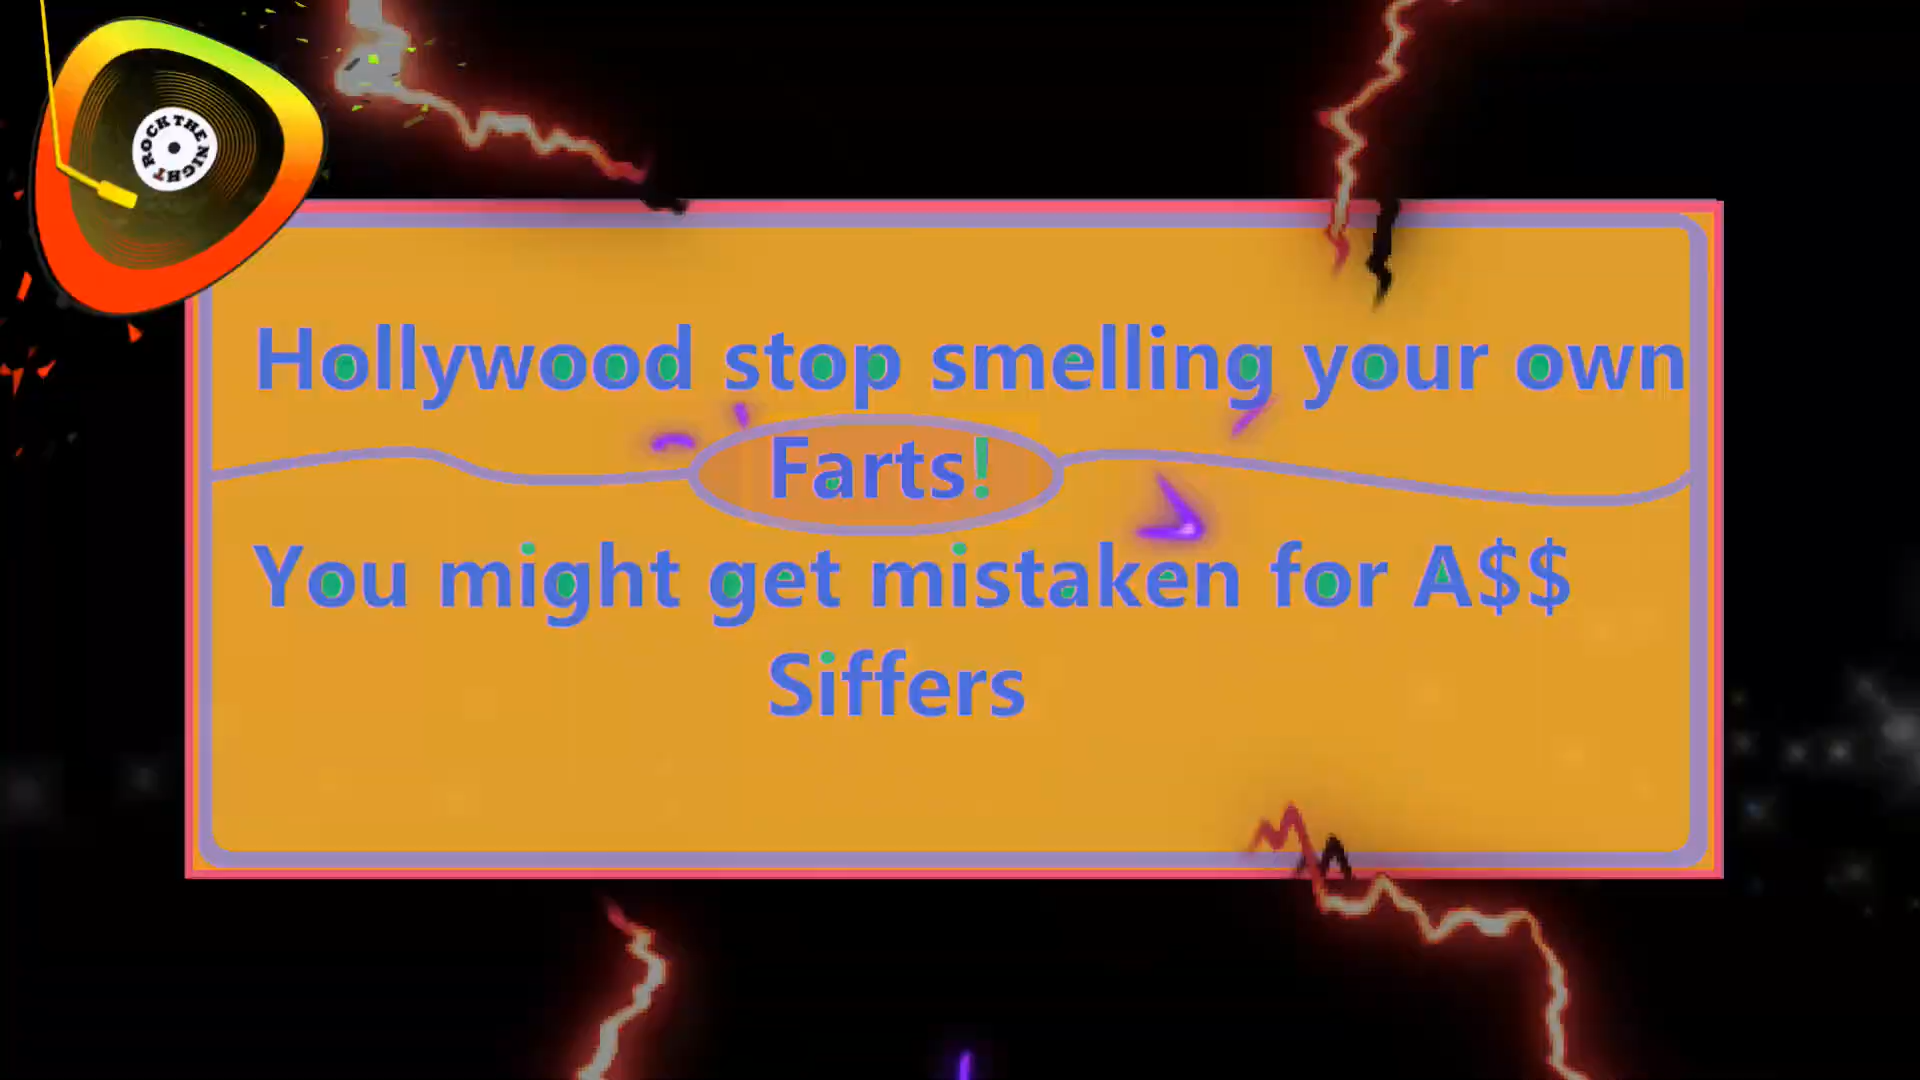 ROCK THE NIGHT
Hollywood stop smelling your own
Farts!
You might get mistaken for A$$
Siffers